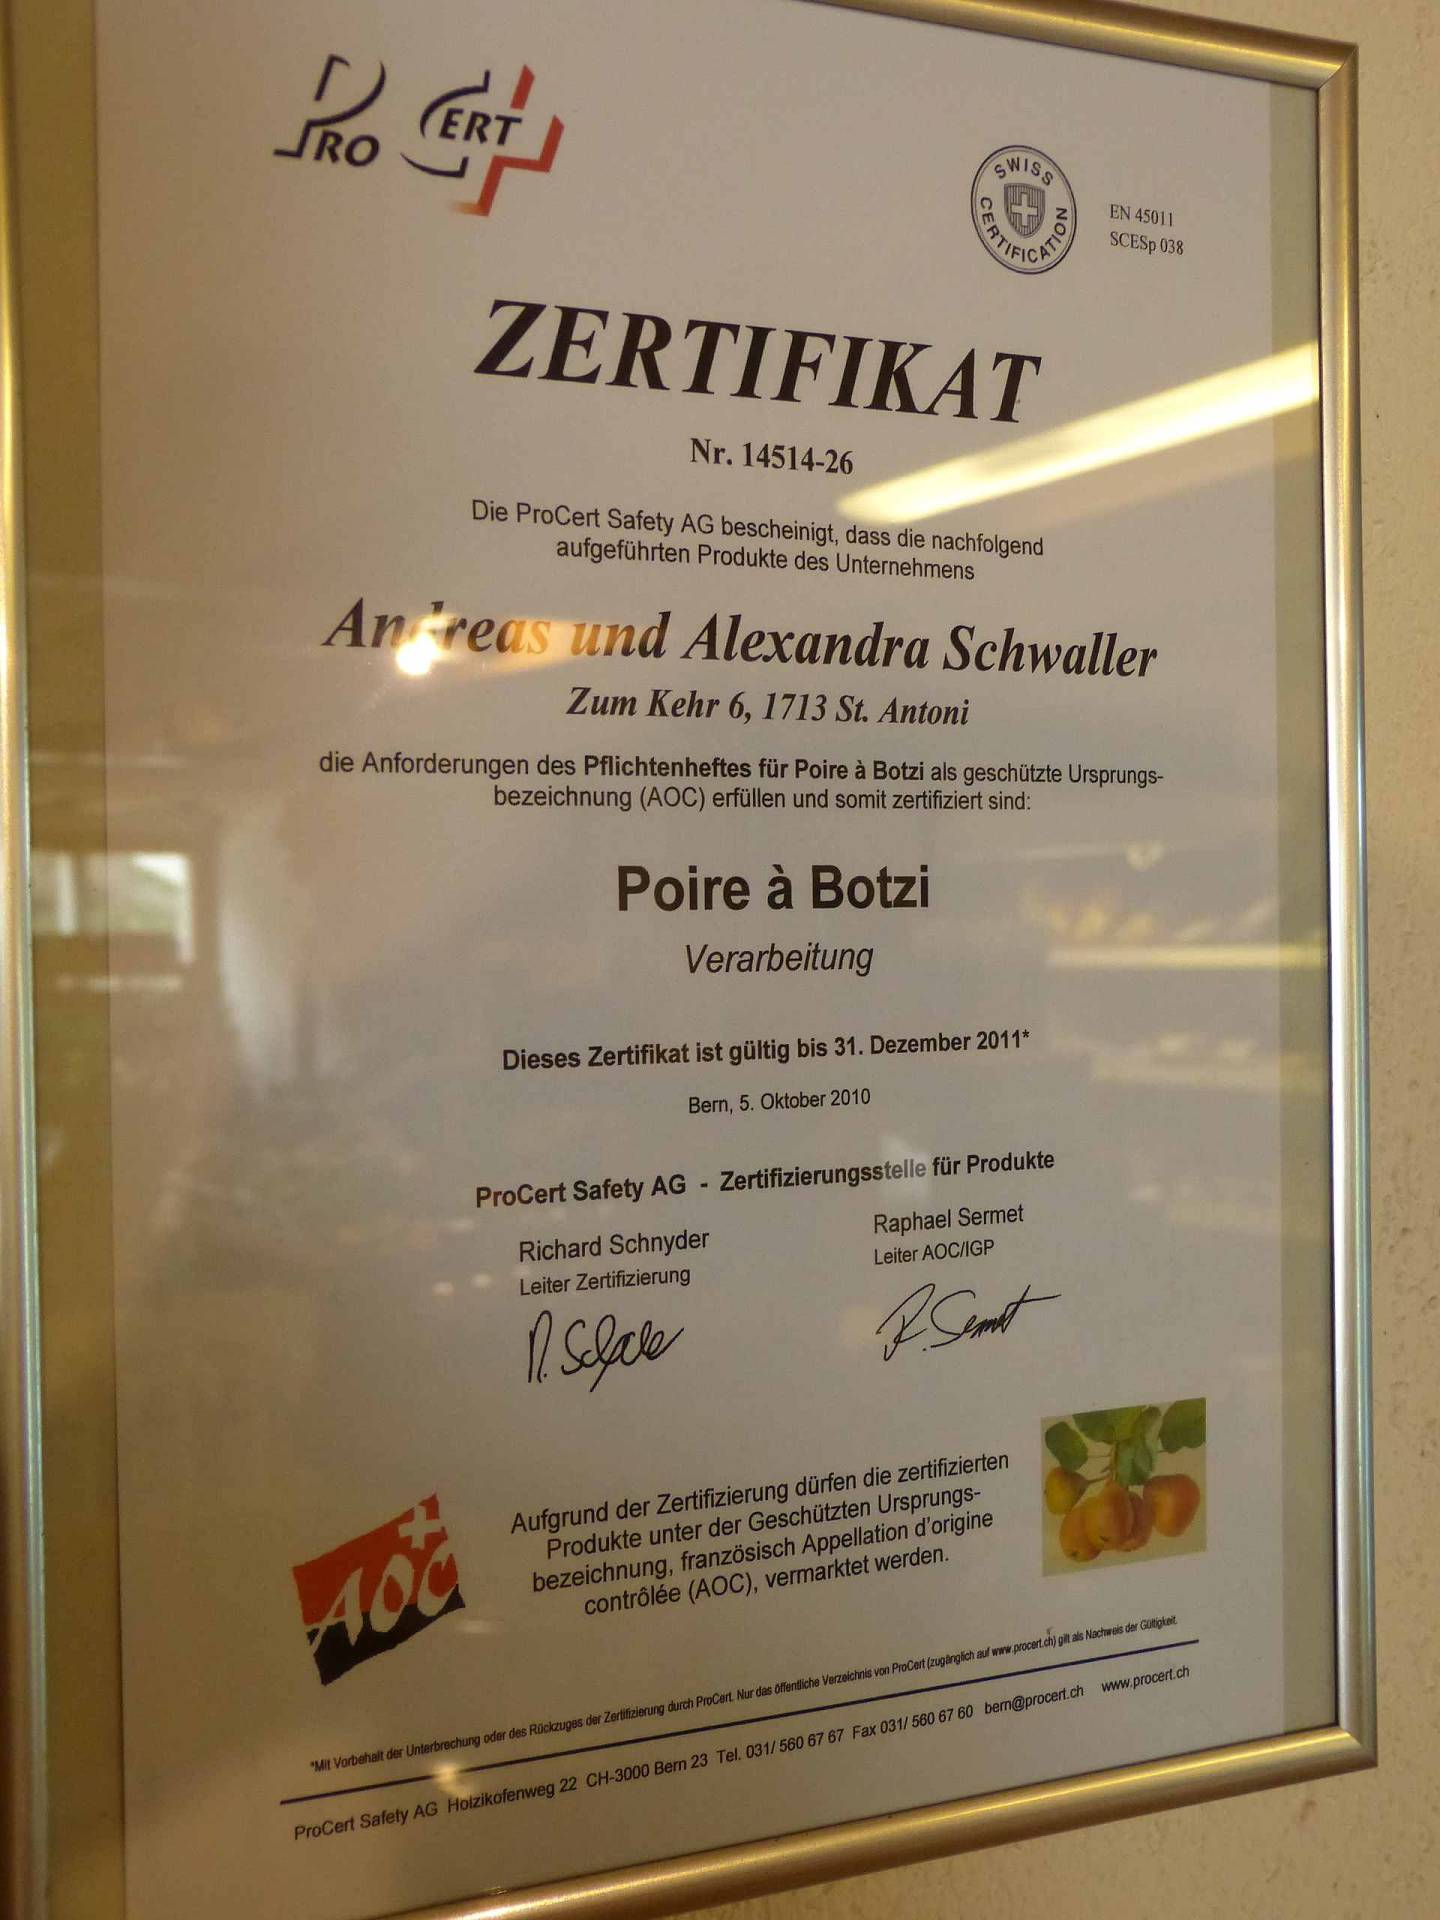 PRO CERT
SWISS CERTIFICATION
EN 45011
SCESp 038
ZERTIFIKAT
Nr. 14514-26
Die ProCert Safety AG bescheinigt, dass die nachfolgend
aufgeführten Produkte des Unternehmens
Andreas und Alexandra Schwaller
Zum Kehr 6, 1713 St. Antoni
die Anforderungen des Pflichtenheftes für Poire à Botzi als geschützte Ursprungs-
bezeichnung (AOC) erfüllen und somit zertifiziert sind:
Poire à Botzi
Verarbeitung
Dieses Zertifikat ist gültig bis 31. Dezember 2011*
Bern, 5. Oktober 2010
ProCert Safety AG - Zertifizierungsstelle für Produkte
Richard Schnyder
Leiter Zertifizierung
Raphael Sermet
Leiter AOC/IGP
R. Sermet
Aufgrund der Zertifizierung dürfen die zertifizierten
Produkte unter der Geschützten Ursprungs-
bezeichnung, französisch Appellation d'origine
contrôlée (AOC), vermarktet werden.
AOC
*Mit Vorbehalt der Unterbrechung oder des Rückzuges der Zertifizierung durch ProCert. Nur das öffentliche Verzeichnis von ProCert (zugänglich auf www.procert.ch) gilt als Nachweis der Gültigkeit.
ProCert Safety AG Holzikofenweg 22 CH-3000 Bern 23 Tel. 031/ 560 67 67 Fax 031/ 560 67 60 bern@procert.ch www.procert.ch